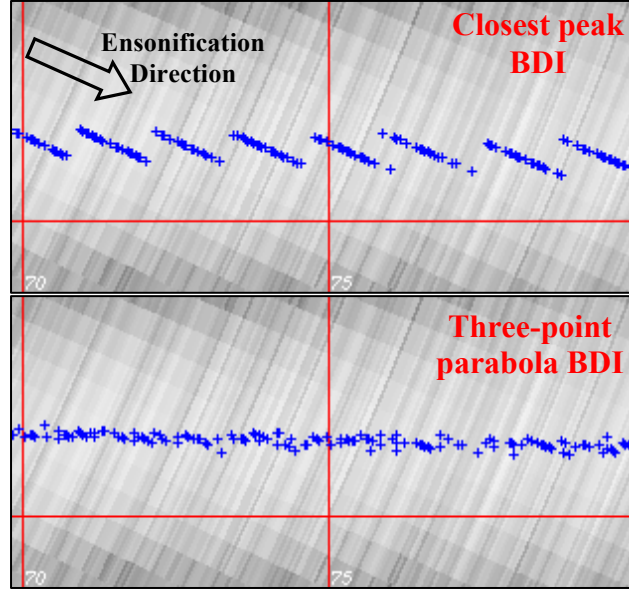 Ensonification
Direction
Closest peak
BDI
70
75
Three-point
parabola BDI
70
75